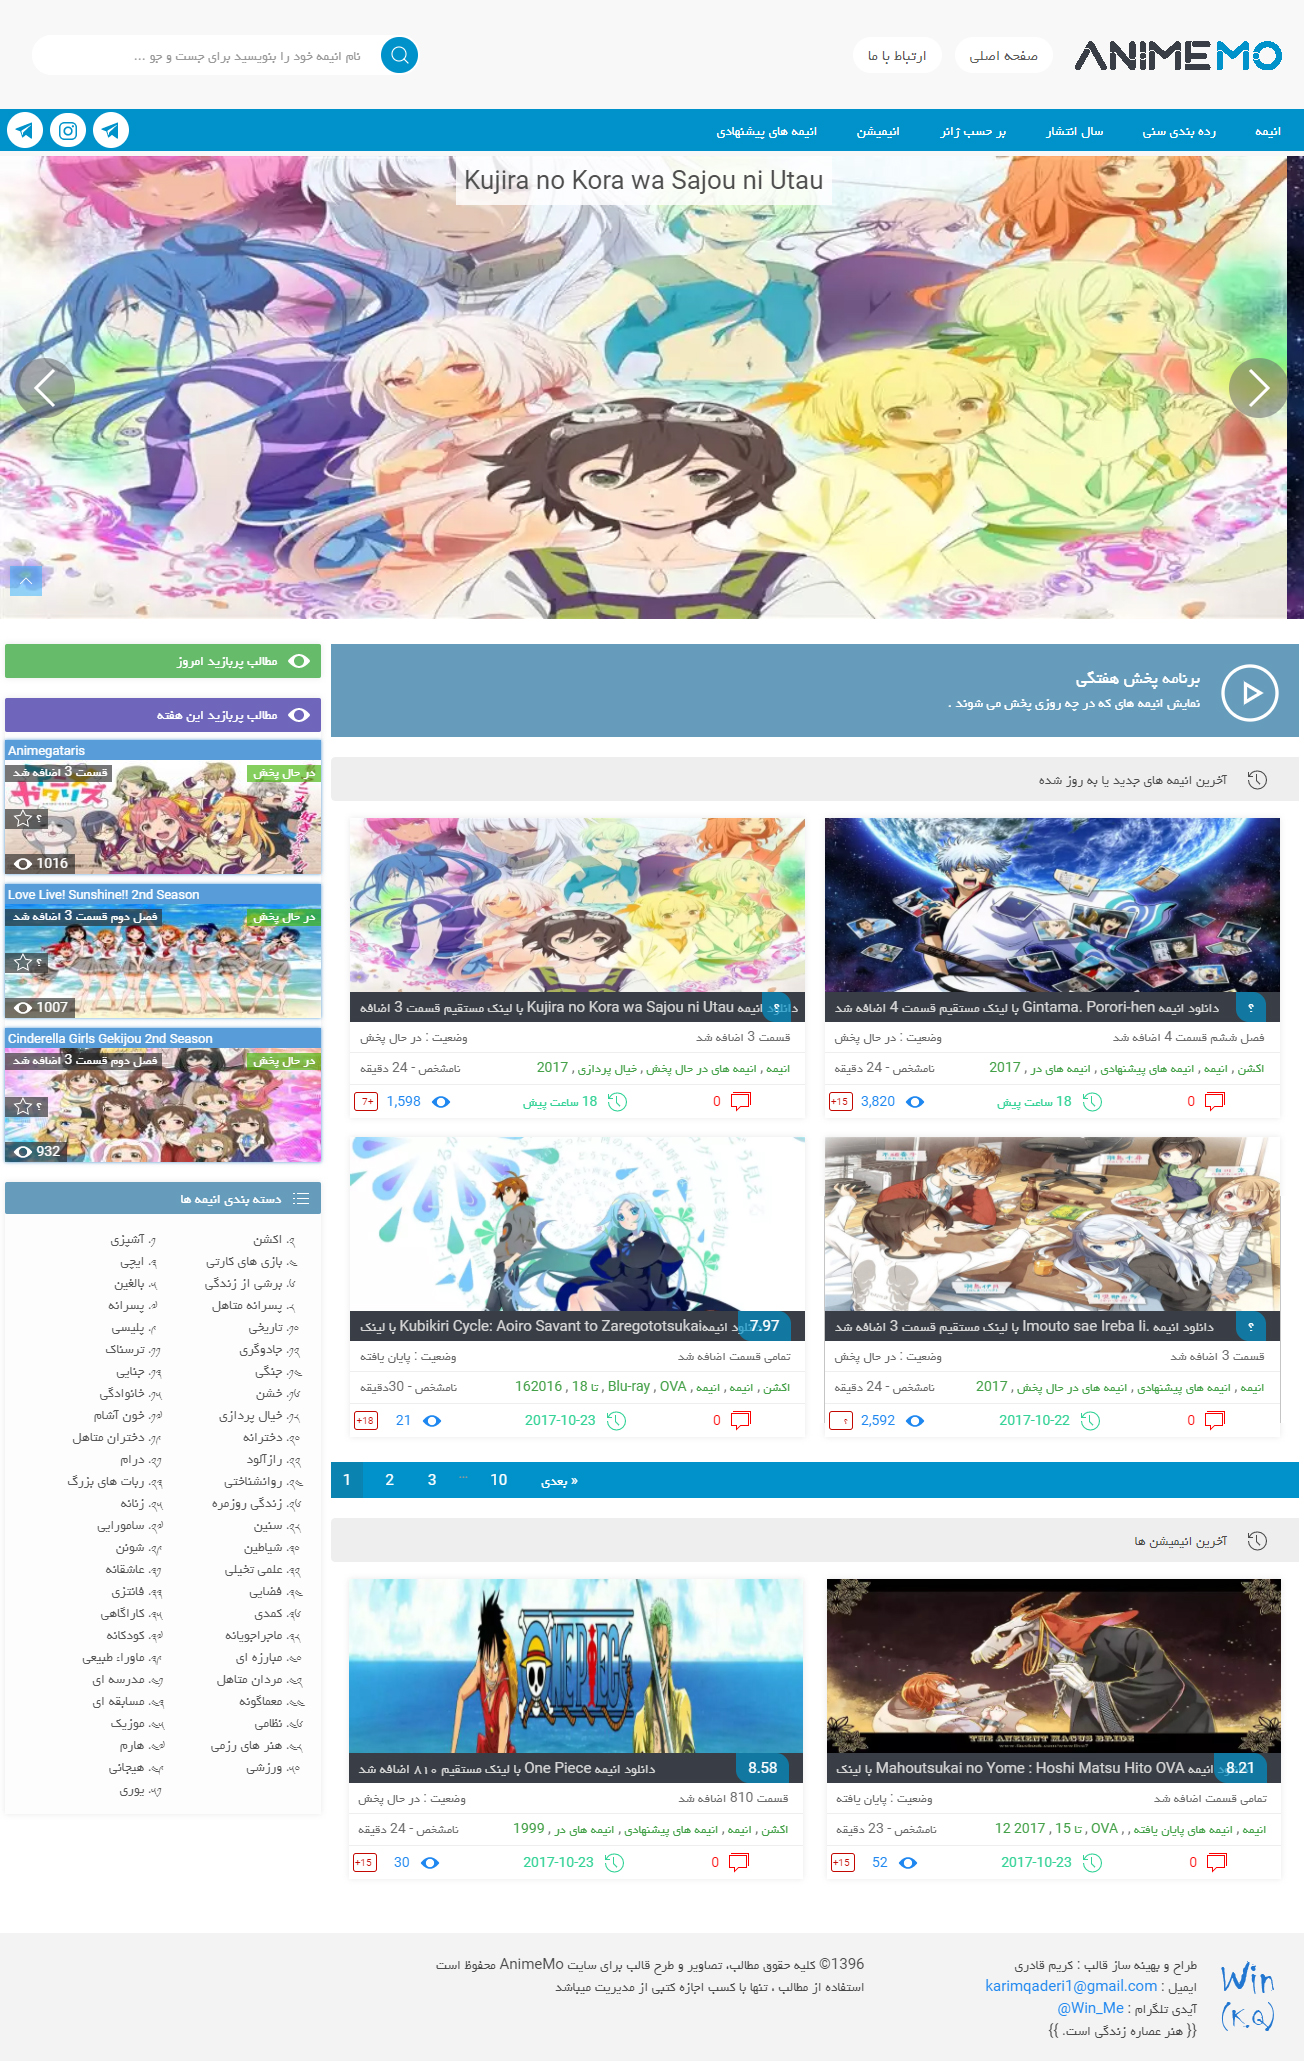 ANIMEMO
صفحه اصلی
ارتباط با ما
نام انیمه خود را بنویسید برای جست و جو ...
انیمه
رده بندی سنی
سال انتشار
بر حسب ژانر
انیمیشن
انیمه های پیشنهادی
Kujira no Kora wa Sajou ni Utau
برنامه پخش هفتگی
نمایش انیمه های که در چه روزی پخش می شوند .
آخرین انیمه های جدید یا به روز شده
دانلود انیمه Gintama. Porori-hen با لینک مستقیم قسمت 4 اضافه شد
؟
فصل ششم قسمت 4 اضافه شد
وضعیت : در حال پخش
اکشن , انیمه , انیمه های پیشنهادی , انیمه های در , 2017
نامشخص - 24 دقیقه
0
18 ساعت پیش
3,820
+15
دانلود انیمه Kujira no Kora wa Sajou ni Utau با لینک مستقیم قسمت 3 اضافه
؟
قسمت 3 اضافه شد
وضعیت : در حال پخش
انیمه , انیمه های در حال پخش , خیال پردازی , 2017
نامشخص - 24 دقیقه
0
18 ساعت پیش
1,598
7+
دانلود انیمه Imouto sae Ireba Ii. با لینک مستقیم قسمت 3 اضافه شد
؟
قسمت 3 اضافه شد
وضعیت : در حال پخش
انیمه , انیمه های پیشنهادی , انیمه های در حال پخش , 2017
نامشخص - 24 دقیقه
0
2017-10-22
2,592
؟
دانلود انیمه Kubikiri Cycle: Aoiro Savant to Zaregototsukai با لینک
7.97
تمامی قسمت اضافه شد
وضعیت : پایان یافته
اکشن , انیمه , انیمه , Blu-ray , OVA , تا 18 , 162016
نامشخص - 30دقیقه
0
2017-10-23
21
+18
1
2
3
...
10
بعدی »
آخرین انیمیشن ها
THE ANCIENT MAGUS BRIDE
دانلود انیمه Mahoutsukai no Yome : Hoshi Matsu Hito OVA با لینک
8.21
تمامی قسمت اضافه شد
وضعیت : پایان یافته
انیمه , انیمه های پایان یافته , , OVA , تا 15 , 2017 12
نامشخص - 23 دقیقه
0
2017-10-23
52
+15
ONE PIECE
دانلود انیمه One Piece با لینک مستقیم ۸۱۰ اضافه شد
8.58
قسمت 810 اضافه شد
وضعیت : در حال پخش
اکشن , انیمه , انیمه های پیشنهادی , انیمه های در , 1999
نامشخص - 24 دقیقه
0
2017-10-23
30
+15
مطالب پربازید امروز
مطالب پربازید این هفته
Animegataris
در حال پخش
قسمت 3 اضافه شد
؟
1016
Love Live! Sunshine!! 2nd Season
در حال پخش
فصل دوم قسمت 3 اضافه شد
؟
1007
Cinderella Girls Gekijou 2nd Season
در حال پخش
فصل دوم قسمت 3 اضافه شد
؟
932
دسته بندی انیمه ها
اکشن
آشپزی
بازی های کارتی
ایچی
برشی از زندگی
بالغین
پسرانه متاهل
پسرانه
تاریخی
پلیسی
جادوگری
ترسناک
جنگی
جنایی
خشن
خانوادگی
خیال پردازی
خون آشام
دخترانه
دختران متاهل
رازآلود
درام
روانشناختی
ربات های بزرگ
زندگی روزمره
زنانه
سنین
سامورایی
شیاطین
شونن
علمی تخیلی
عاشقانه
فضایی
فانتزی
کمدی
کاراگاهی
ماجراجویانه
کودکانه
مبارزه ای
ماوراء طبیعی
مردان متاهل
مدرسه ای
معماگونه
مسابقه ای
نظامی
موزیک
هنر های رزمی
هارم
ورزشی
هیجانی
یوری
Win
(K.Q)
طراح و بهینه ساز قالب : کریم قادری
ایمیل : karimqaderi1@gmail.com
آیدی تلگرام : @Win_Me
{{ هنر عصاره زندگی است. }}
1396© کلیه حقوق مطالب، تصاویر و طرح قالب برای سایت AnimeMo محفوظ است
استفاده از مطالب ، تنها با کسب اجازه کتبی از مدیریت میباشد